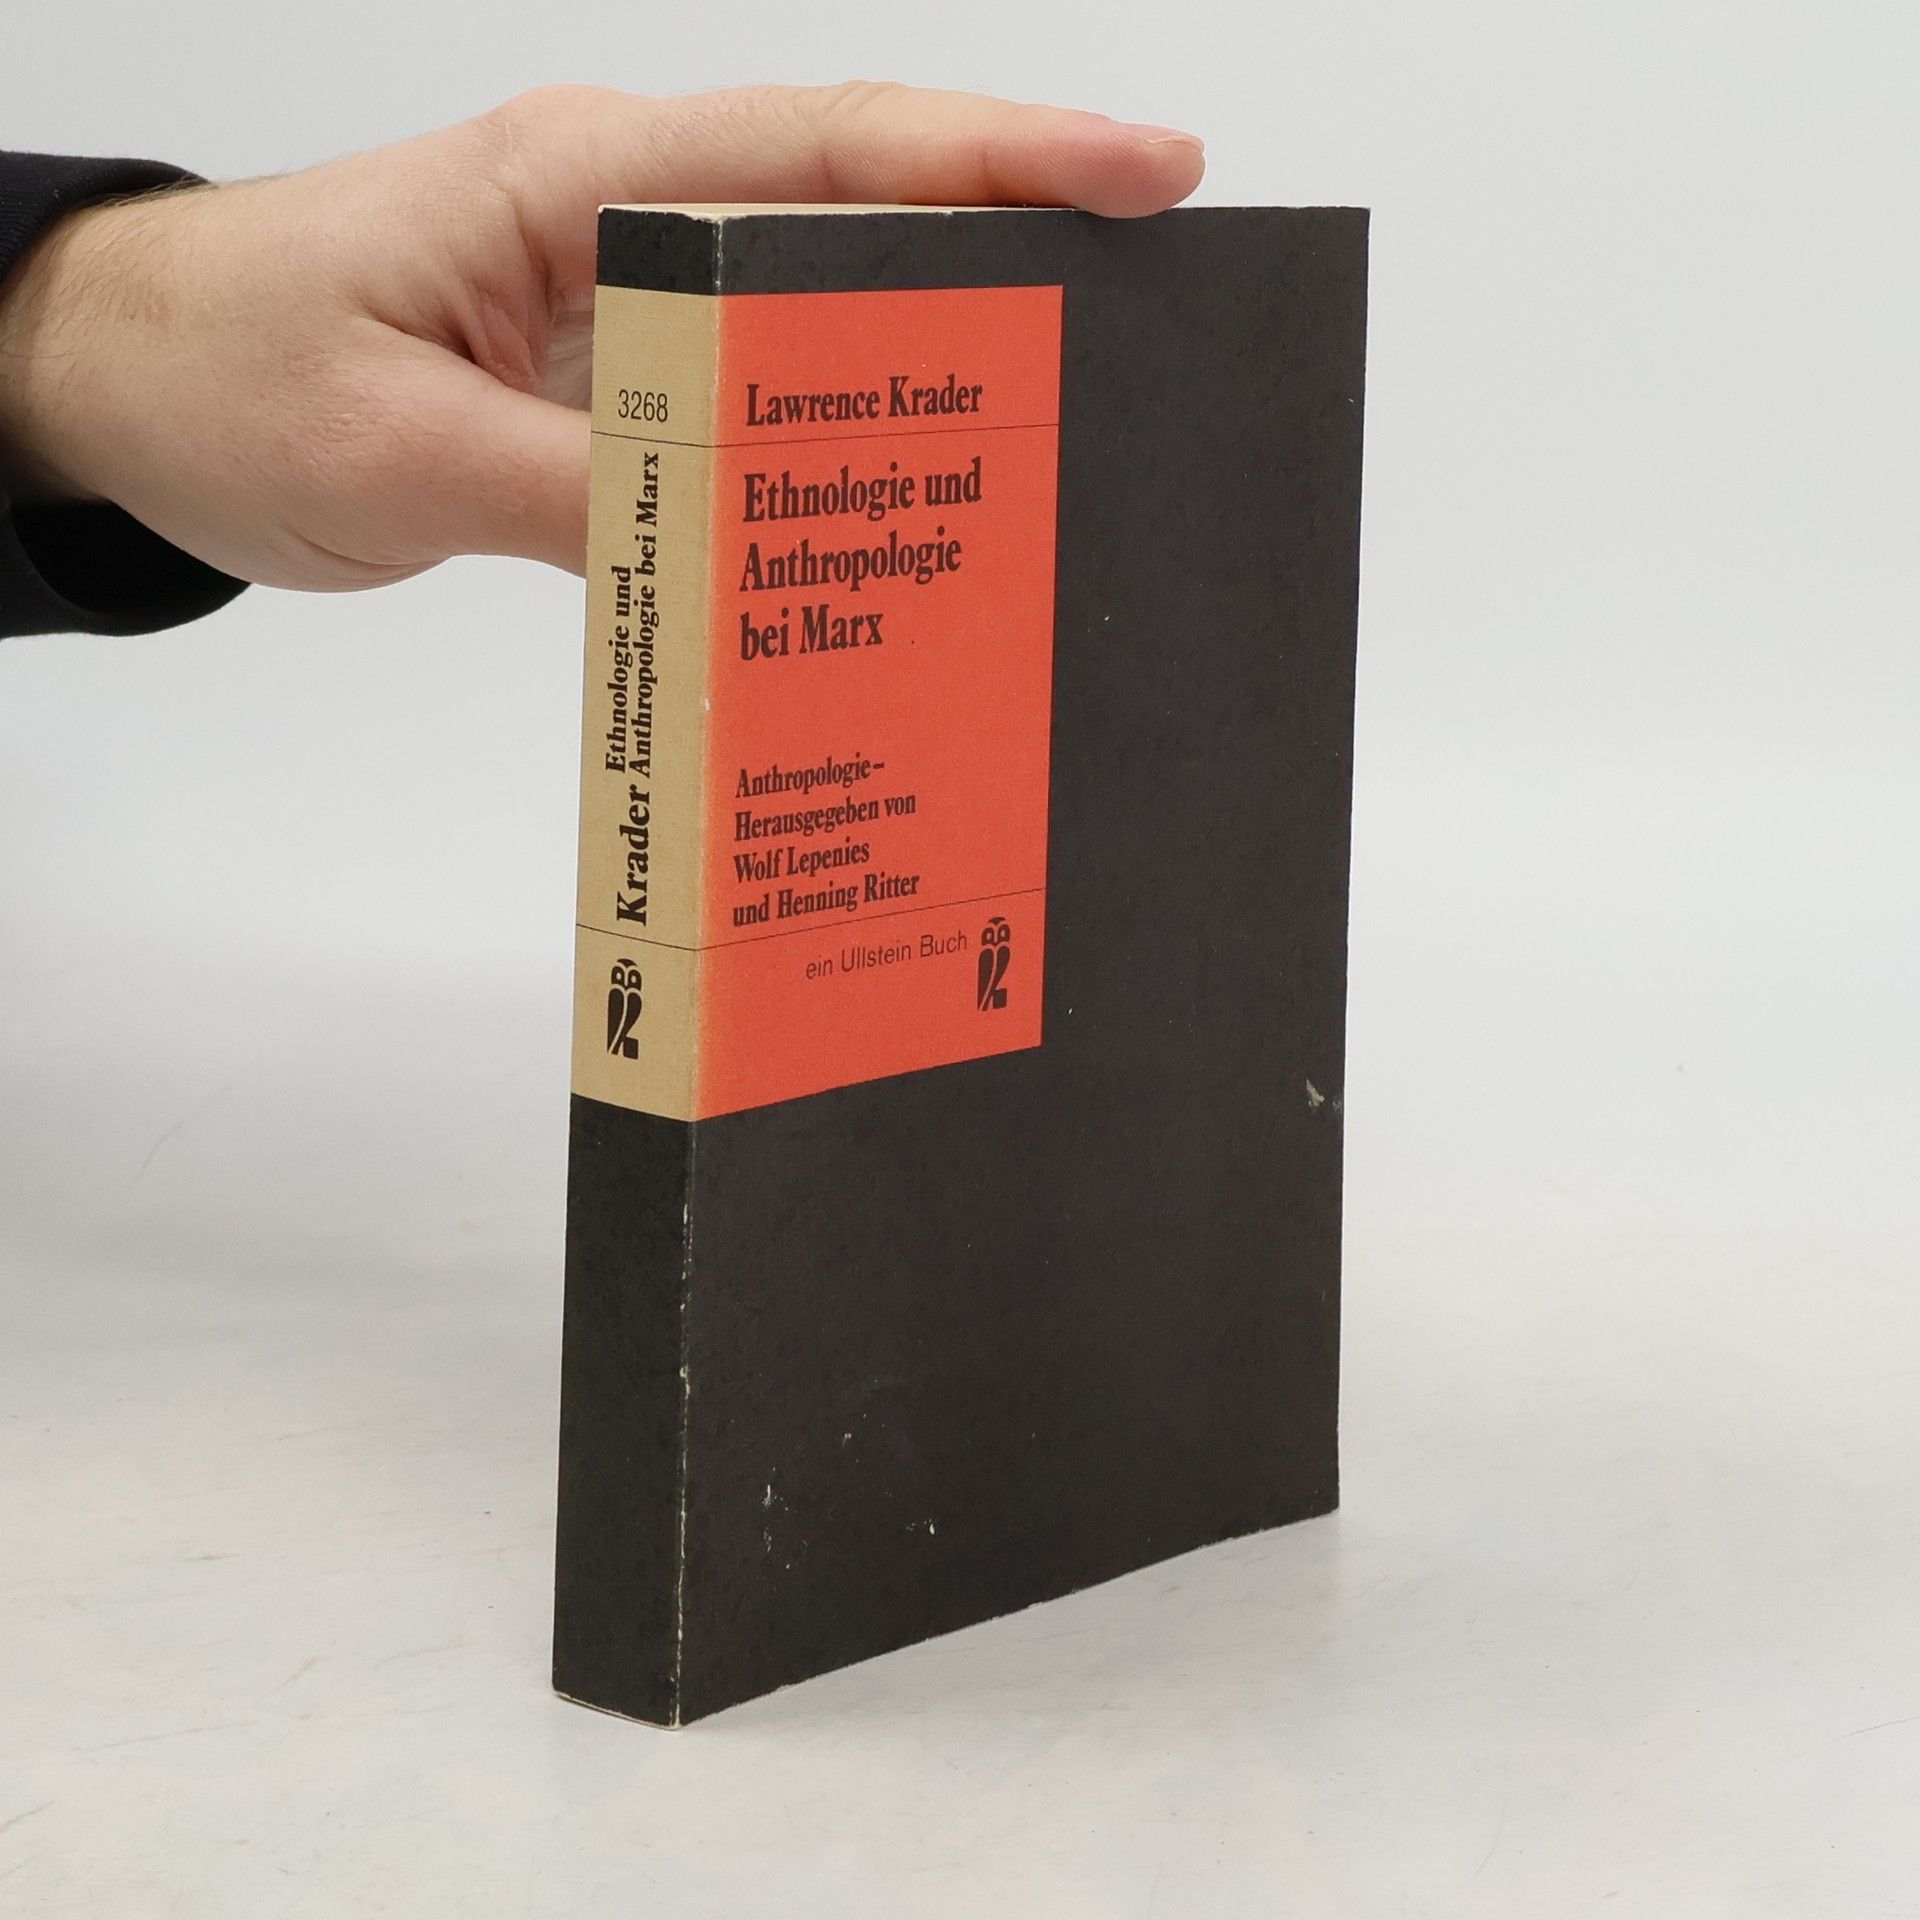 3268
Ethnologie und
Krader Anthropologie bei Marx
Lawrence Krader
Ethnologie und
Anthropologie
bei Marx
Anthropologie–
Herausgegeben von
Wolf Lepenies
und Henning Ritter
ein Ullstein Buch